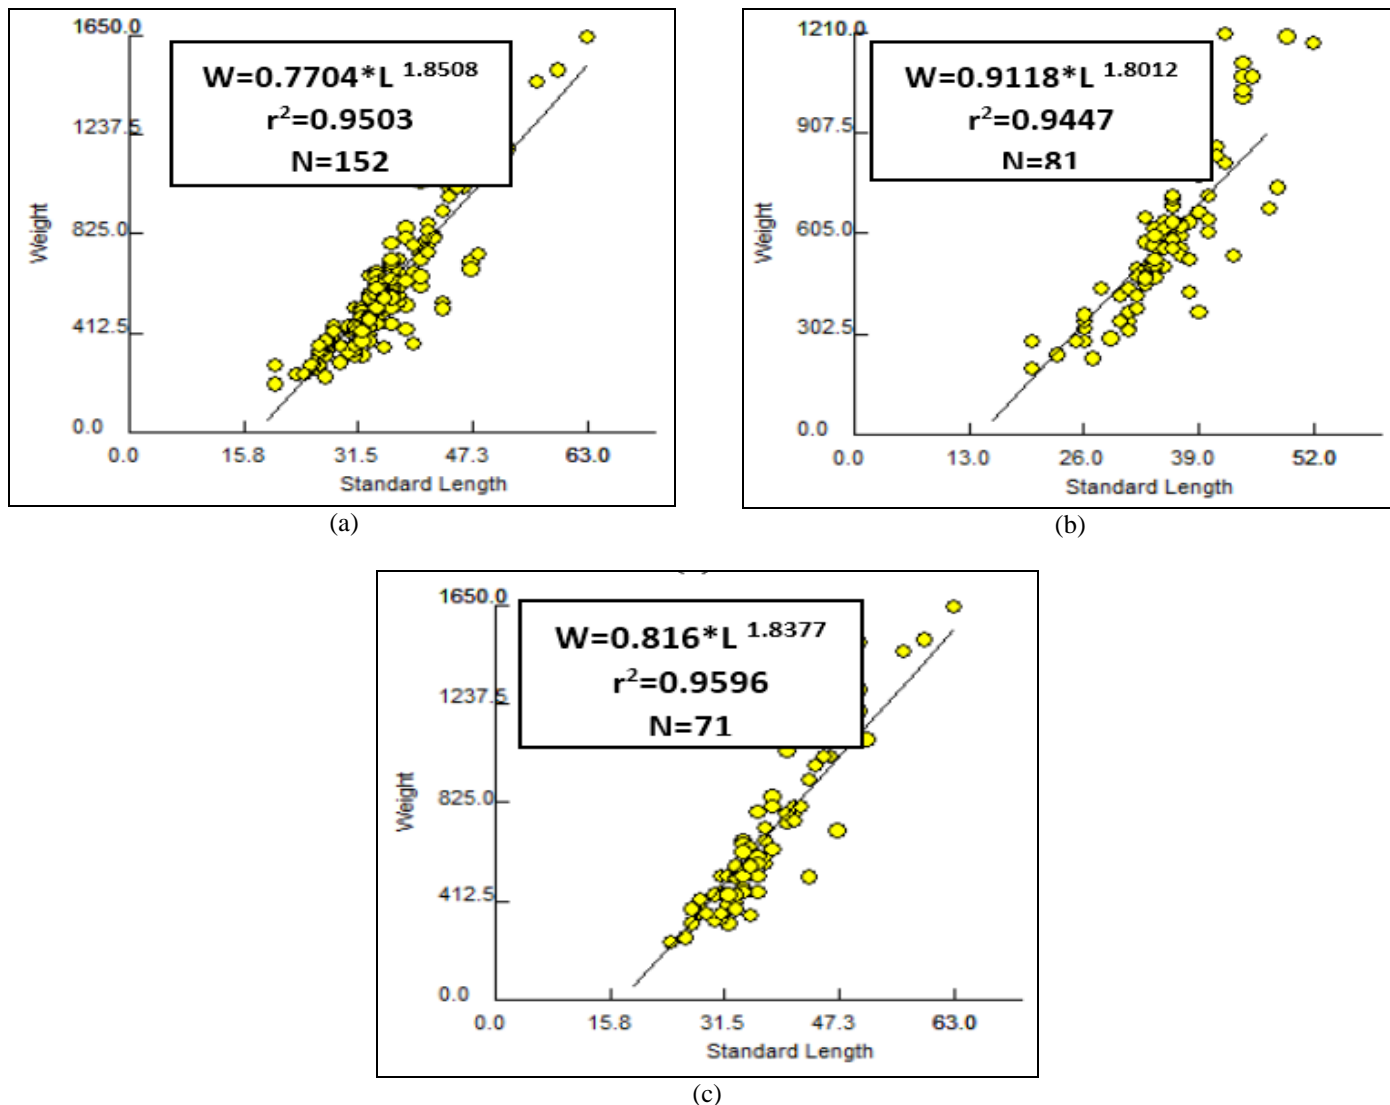 1650.0
1237.5
825.0
412.5
0.0
Weight
W=0.7704*L 1.8508
r²=0.9503
N=152
0.0 15.8 31.5 47.3 63.0
Standard Length
(a)
1210.0
907.5
605.0
302.5
0.0
Weight
W=0.9118*L 1.8012
r²=0.9447
N=81
0.0 13.0 26.0 39.0 52.0
Standard Length
(b)
1650.0
1237.5
825.0
412.5
0.0
Weight
W=0.816*L 1.8377
r²=0.9596
N=71
0.0 15.8 31.5 47.3 63.0
Standard Length
(c)